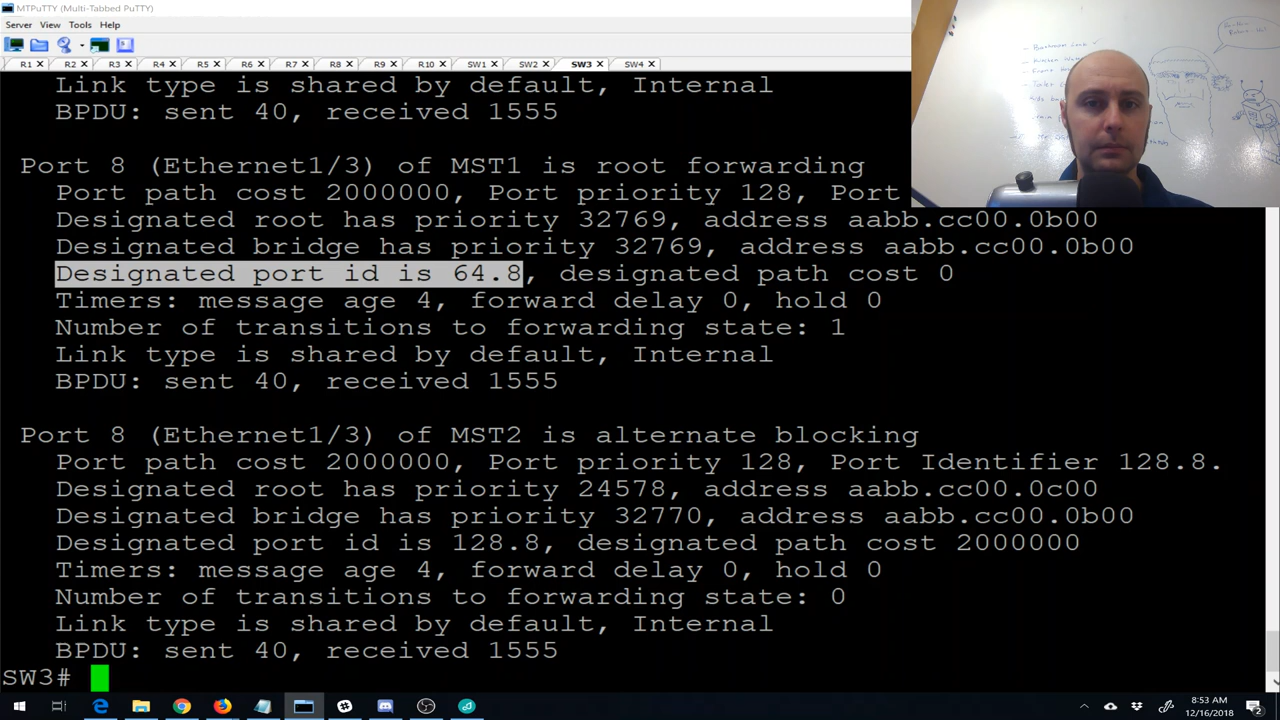 MTPuTTY (Multi-Tabbed PuTTY)
Server View Tools Help
R1 R2 R3 R4 R5 R6 R7 R8 R9 R10 SW1 SW2 SW3 SW4
Link type is shared by default, Internal
BPDU: sent 40, received 1555
Port 8 (Ethernet1/3) of MST1 is root forwarding
Port path cost 2000000, Port priority 128, Port
Designated root has priority 32769, address aabb.cc00.0b00
Designated bridge has priority 32769, address aabb.cc00.0b00
Designated port id is 64.8, designated path cost 0
Timers: message age 4, forward delay 0, hold 0
Number of transitions to forwarding state: 1
Link type is shared by default, Internal
BPDU: sent 40, received 1555
Port 8 (Ethernet1/3) of MST2 is alternate blocking
Port path cost 2000000, Port priority 128, Port Identifier 128.8.
Designated root has priority 24578, address aabb.cc00.0c00
Designated bridge has priority 32770, address aabb.cc00.0b00
Designated port id is 128.8, designated path cost 2000000
Timers: message age 4, forward delay 0, hold 0
Number of transitions to forwarding state: 0
Link type is shared by default, Internal
BPDU: sent 40, received 1555
SW3#
8:53 AM
12/16/2018
2